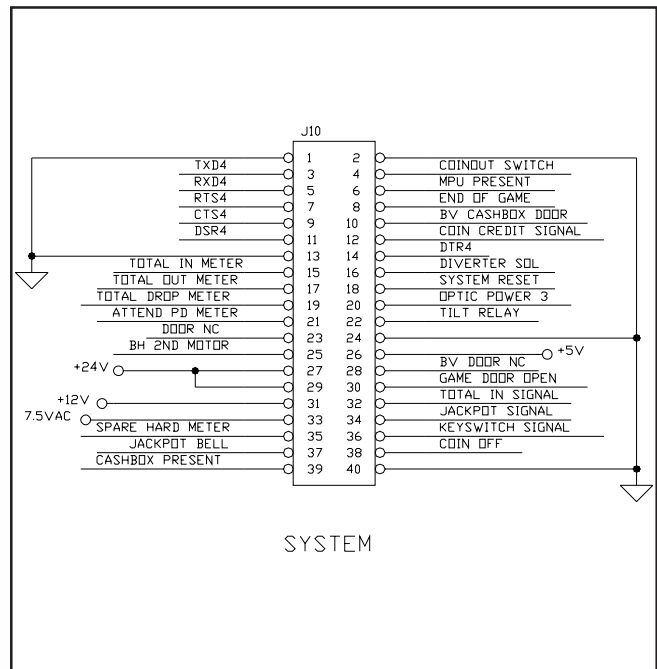 J10
1 2
TXD4 3 4 COINOUT SWITCH
RXD4 5 6 MPU PRESENT
RTS4 7 8 END OF GAME
CTS4 9 10 BV CASHBOX DOOR
DSR4 11 12 COIN CREDIT SIGNAL
13 14 DTR4
TOTAL IN METER 15 16 DIVERTER SOL
TOTAL OUT METER 17 18 SYSTEM RESET
TOTAL DROP METER 19 20 OPTIC POWER 3
ATTEND PD METER 21 22 TILT RELAY
DOOR NC 23 24
BH 2ND MOTOR 25 26 +5V
+24V 27 28 BV DOOR NC
29 30 GAME DOOR OPEN
+12V 31 32 TOTAL IN SIGNAL
7.5VAC 33 34 JACKPOT SIGNAL
SPARE HARD METER 35 36 KEYSWITCH SIGNAL
JACKPOT BELL 37 38 COIN OFF
CASHBOX PRESENT 39 40
SYSTEM